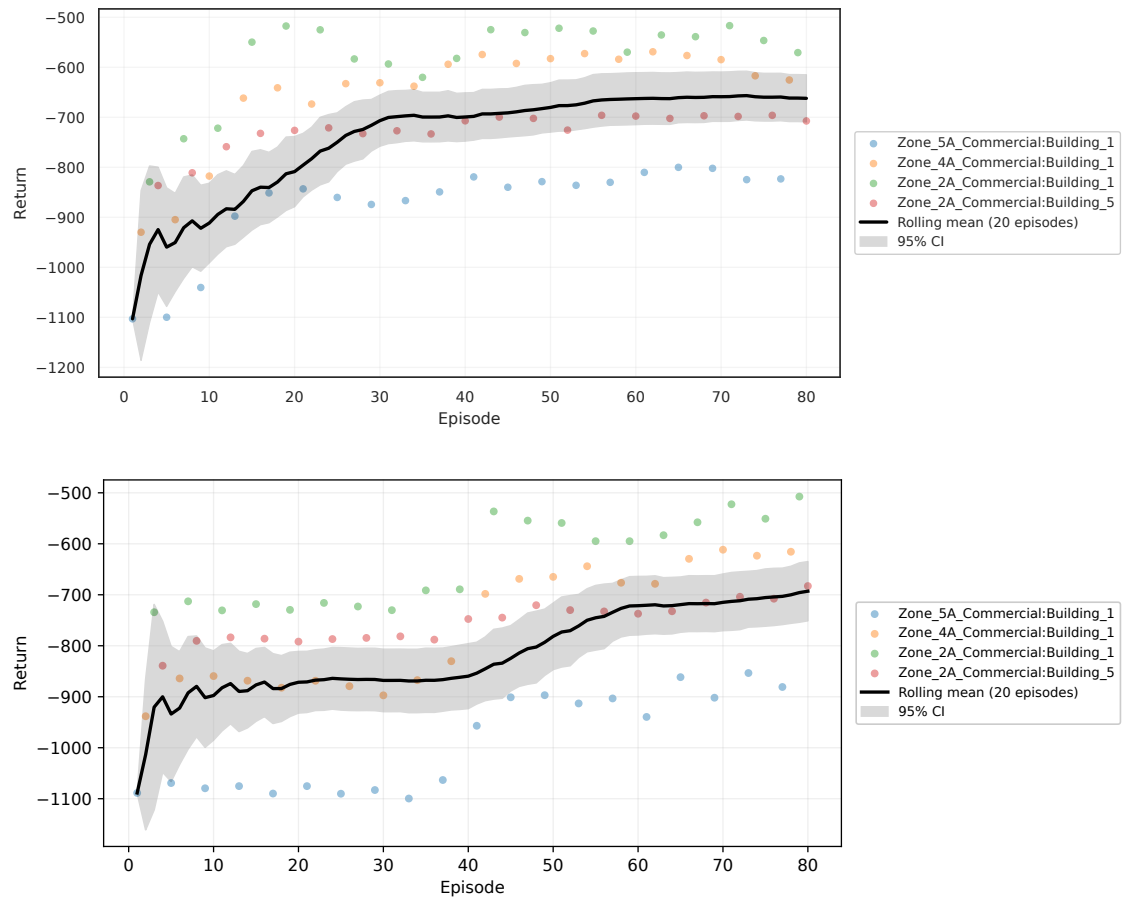 −500
−600
−700
−800
−900
−1000
−1100
−1200
Return
0 10 20 30 40 50 60 70 80
Episode
Zone_5A_Commercial:Building_1
Zone_4A_Commercial:Building_1
Zone_2A_Commercial:Building_1
Zone_2A_Commercial:Building_5
Rolling mean (20 episodes)
95% CI
−500
−600
−700
−800
−900
−1000
−1100
Return
0 10 20 30 40 50 60 70 80
Episode
Zone_5A_Commercial:Building_1
Zone_4A_Commercial:Building_1
Zone_2A_Commercial:Building_1
Zone_2A_Commercial:Building_5
Rolling mean (20 episodes)
95% CI